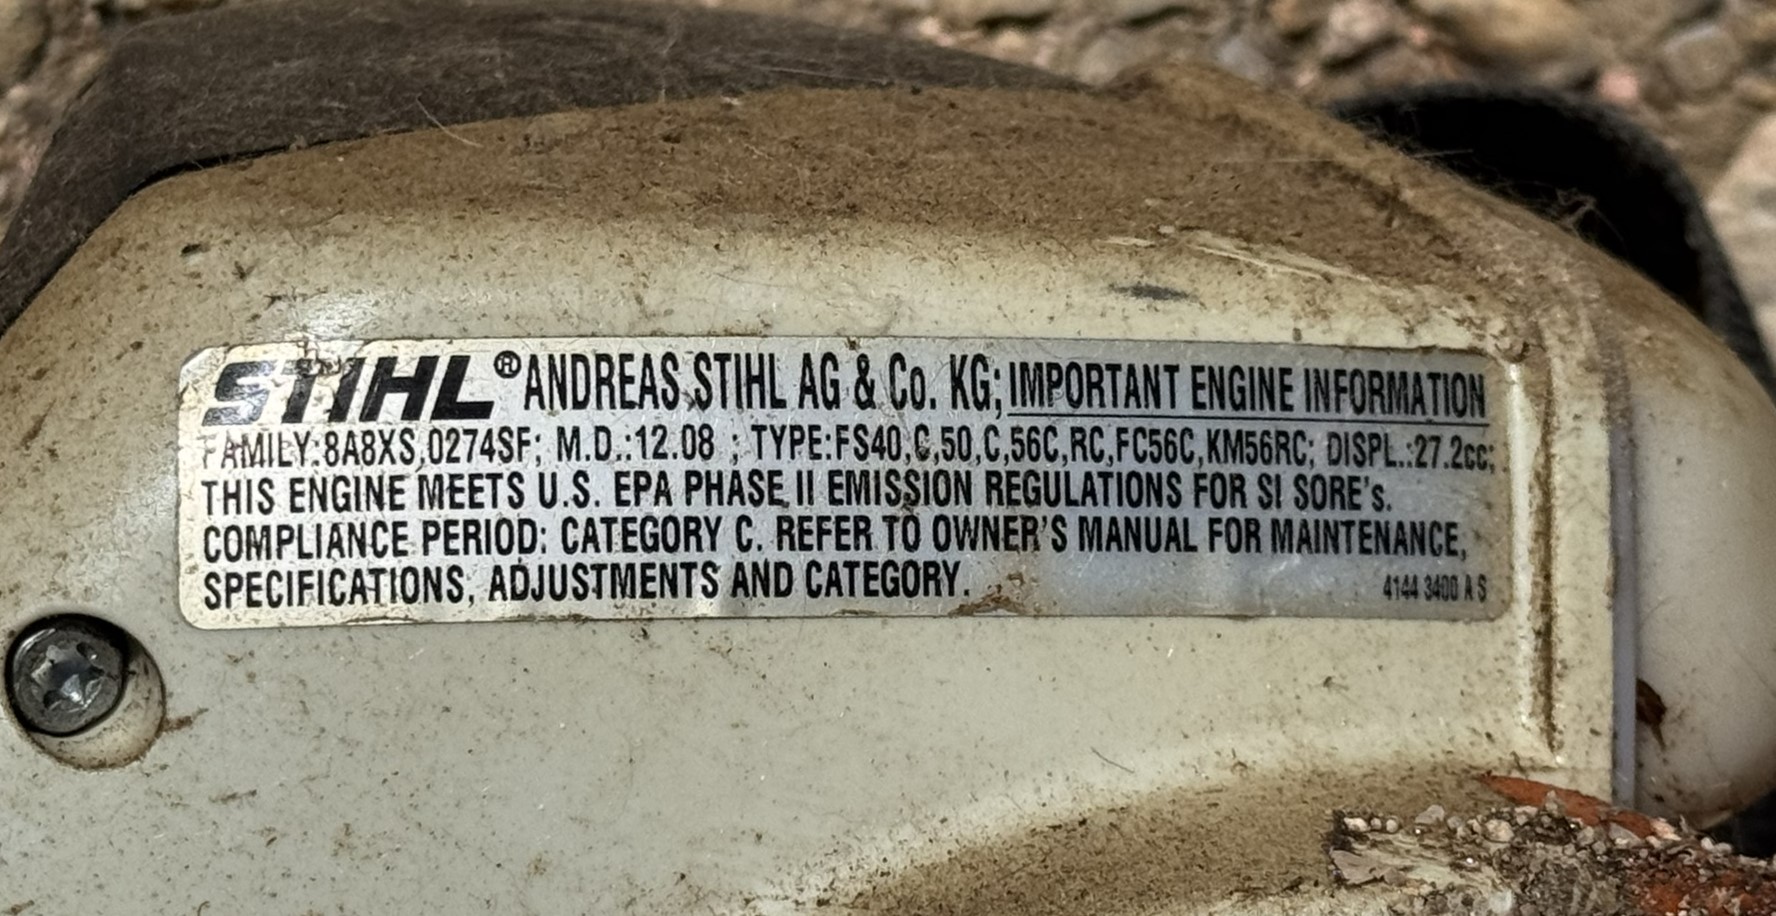 STIHL® ANDREAS STIHL AG & Co. KG; IMPORTANT ENGINE INFORMATION
FAMILY:8A8XS.0274SF; M.D.:12.08 ; TYPE:FS40,C,50,C,56C,RC,FC56C,KM56RC; DISPL.:27.2cc;
THIS ENGINE MEETS U.S. EPA PHASE II EMISSION REGULATIONS FOR SI SORE's.
COMPLIANCE PERIOD: CATEGORY C. REFER TO OWNER'S MANUAL FOR MAINTENANCE,
SPECIFICATIONS, ADJUSTMENTS AND CATEGORY.
4144 3400 A S